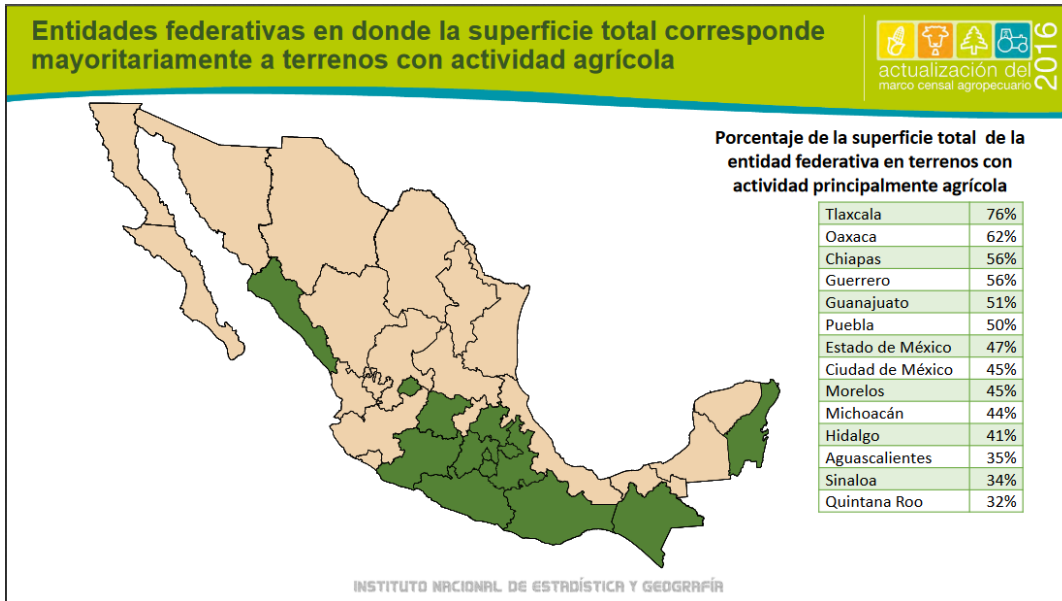 Entidades federativas en donde la superficie total corresponde
mayoritariamente a terrenos con actividad agrícola
actualización del
marco censal agropecuario
2016
Porcentaje de la superficie total de la
entidad federativa en terrenos con
actividad principalmente agrícola
Tlaxcala 76%
Oaxaca 62%
Chiapas 56%
Guerrero 56%
Guanajuato 51%
Puebla 50%
Estado de México 47%
Ciudad de México 45%
Morelos 45%
Michoacán 44%
Hidalgo 41%
Aguascalientes 35%
Sinaloa 34%
Quintana Roo 32%
INSTITUTO NACIONAL DE ESTADÍSTICA Y GEOGRAFÍA